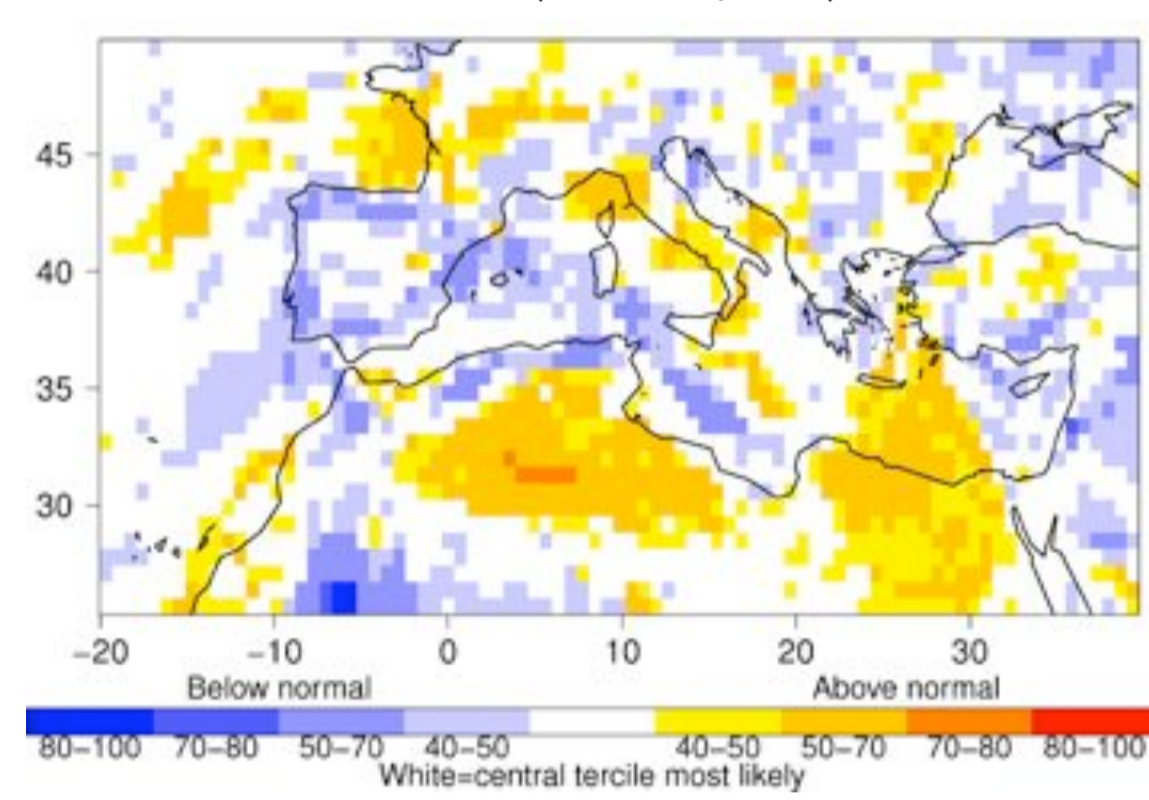 45
40
35
30
−20 −10 0 10 20 30
Below normal Above normal
80−100 70−80 50−70 40−50 40−50 50−70 70−80 80−100
White=central tercile most likely